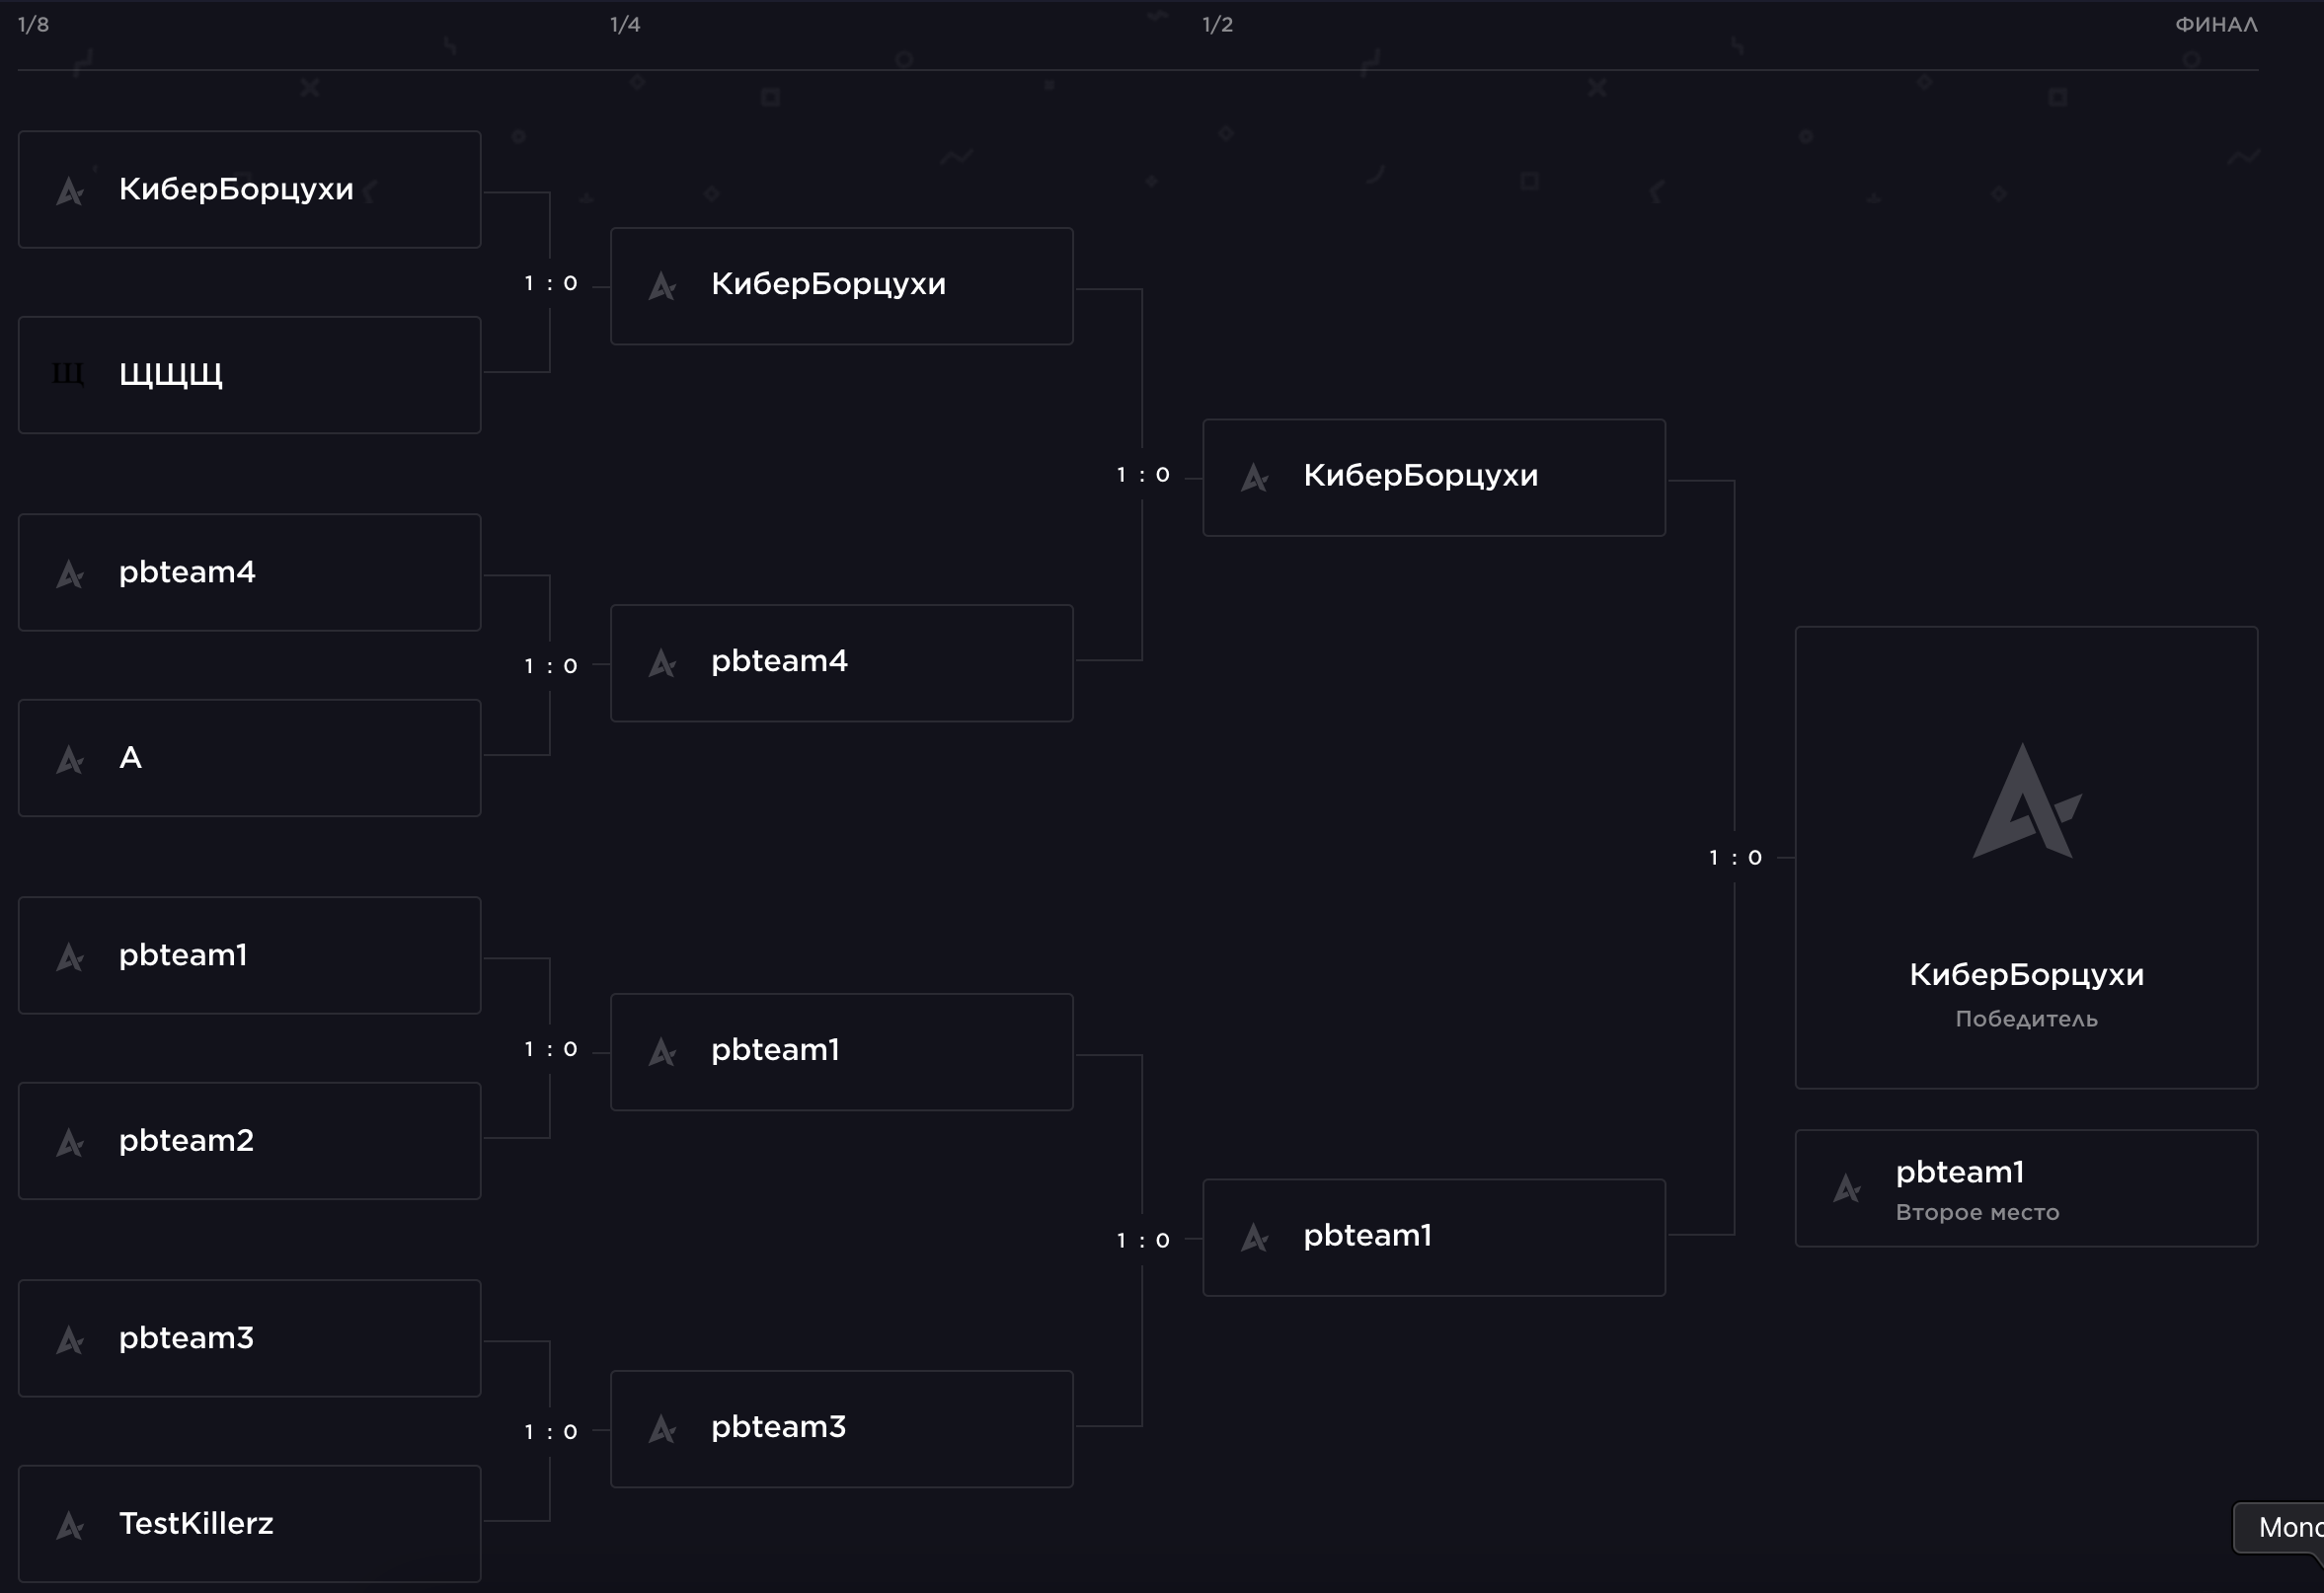 1/8
1/4
1/2
ФИНАЛ
КиберБорцухи
Щ
ЩЩЩ
1 : 0
КиберБорцухи
pbteam4
A
1 : 0
pbteam4
1 : 0
КиберБорцухи
pbteam1
pbteam2
1 : 0
pbteam1
pbteam3
TestKillerz
1 : 0
pbteam3
1 : 0
pbteam1
1 : 0
КиберБорцухи
Победитель
pbteam1
Второе место